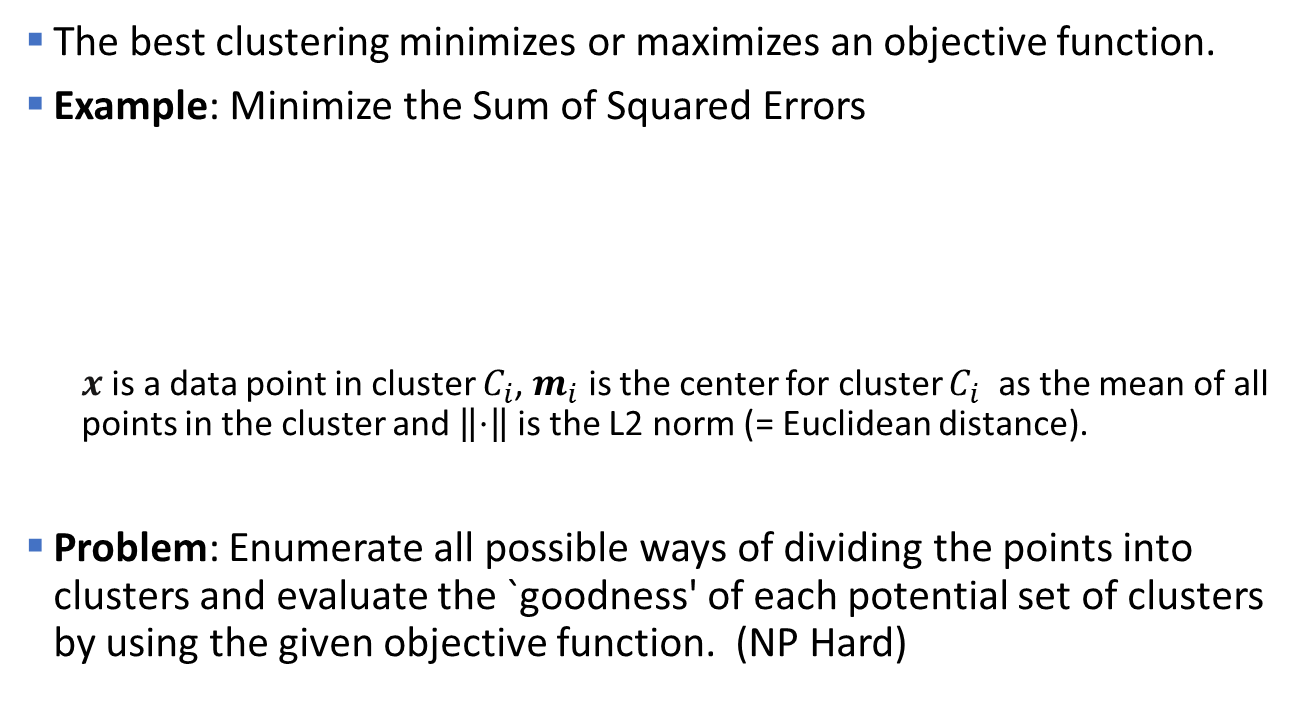 ▪ The best clustering minimizes or maximizes an objective function.
▪ Example: Minimize the Sum of Squared Errors
𝒙 is a data point in cluster 𝐶ᵢ, 𝒎ᵢ is the center for cluster 𝐶ᵢ as the mean of all
points in the cluster and ‖·‖ is the L2 norm (= Euclidean distance).
▪ Problem: Enumerate all possible ways of dividing the points into
clusters and evaluate the `goodness' of each potential set of clusters
by using the given objective function. (NP Hard)